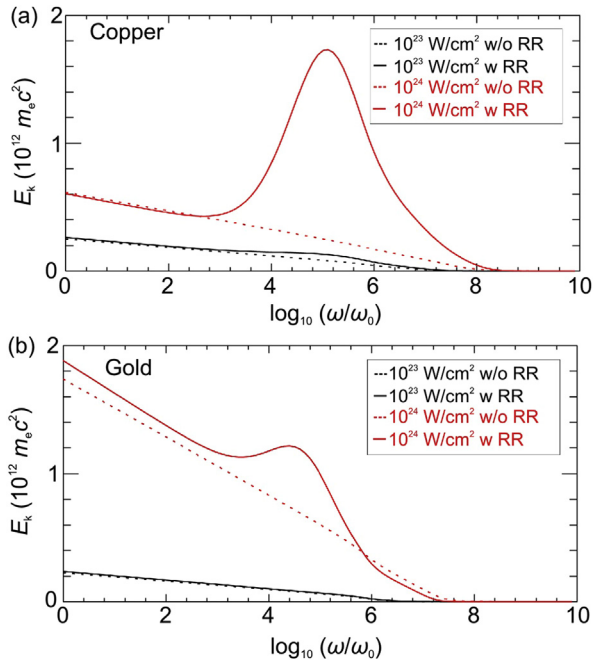 (a)
Copper
10²³ W/cm² w/o RR
10²³ W/cm² w RR
10²⁴ W/cm² w/o RR
10²⁴ W/cm² w RR
Eₖ (10¹² mₑc²)
2
1
0
0 2 4 6 8 10
log₁₀ (ω/ω₀)
(b)
Gold
10²³ W/cm² w/o RR
10²³ W/cm² w RR
10²⁴ W/cm² w/o RR
10²⁴ W/cm² w RR
Eₖ (10¹² mₑc²)
2
1
0
0 2 4 6 8 10
log₁₀ (ω/ω₀)